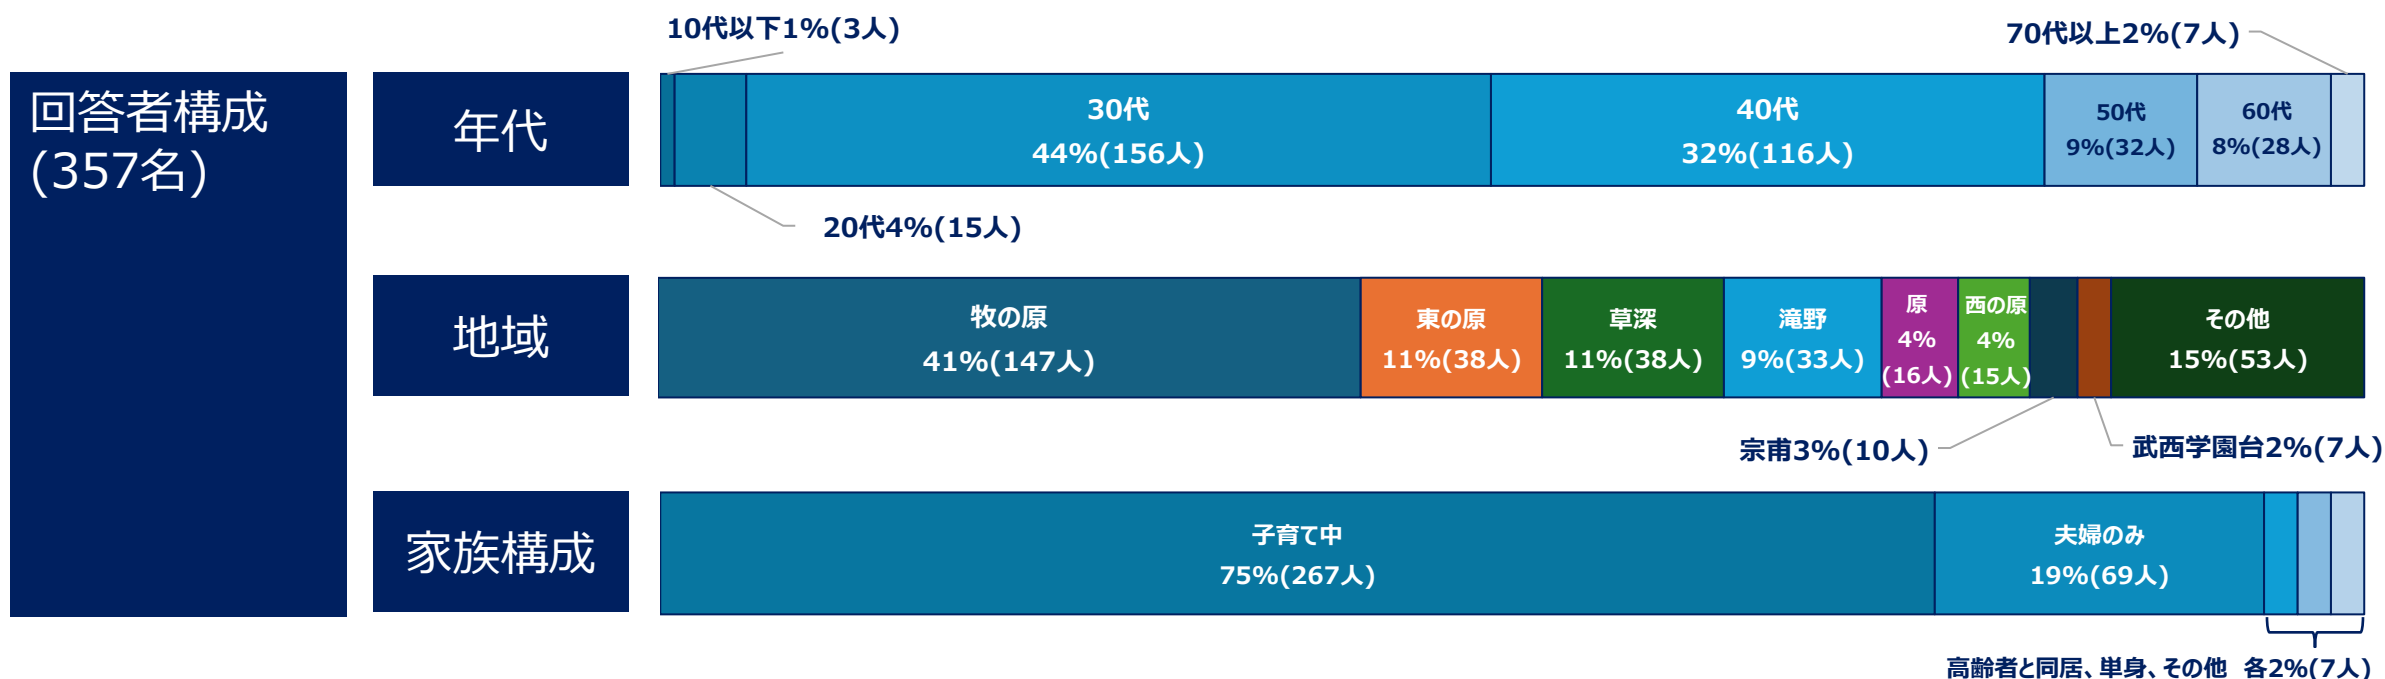 回答者構成
(357名)
年代
10代以下1%(3人)
20代4%(15人)
30代
44%(156人)
40代
32%(116人)
50代
9%(32人)
60代
8%(28人)
70代以上2%(7人)
地域
牧の原
41%(147人)
東の原
11%(38人)
草深
11%(38人)
滝野
9%(33人)
原
4%
(16人)
西の原
4%
(15人)
宗甫3%(10人)
武西学園台2%(7人)
その他
15%(53人)
家族構成
子育て中
75%(267人)
夫婦のみ
19%(69人)
高齢者と同居、単身、その他 各2%(7人)